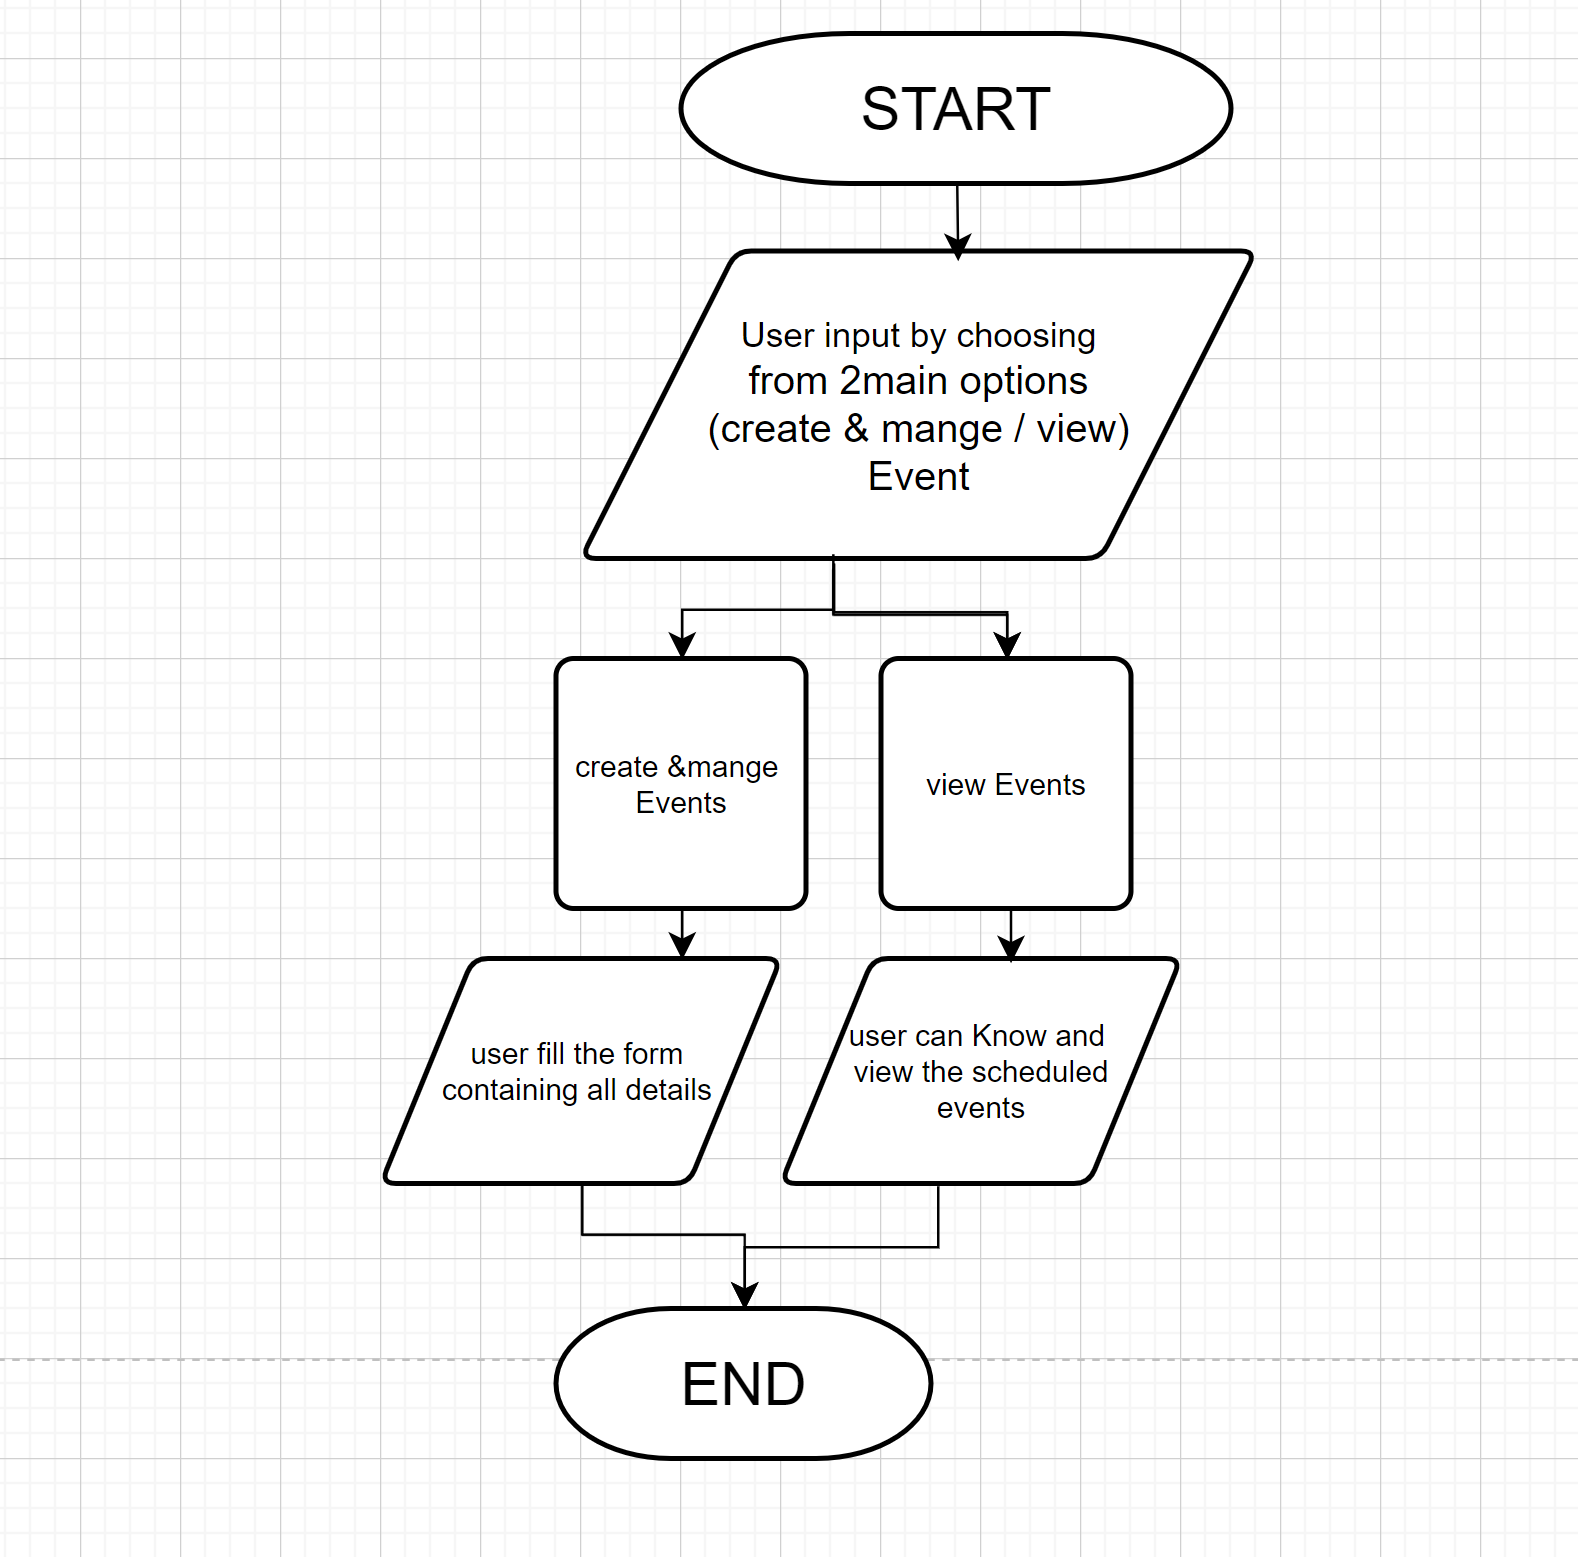 START
User input by choosing
from 2main options
(create & mange / view)
Event
create &mange
Events
view Events
user fill the form
containing all details
user can Know and
view the scheduled
events
END